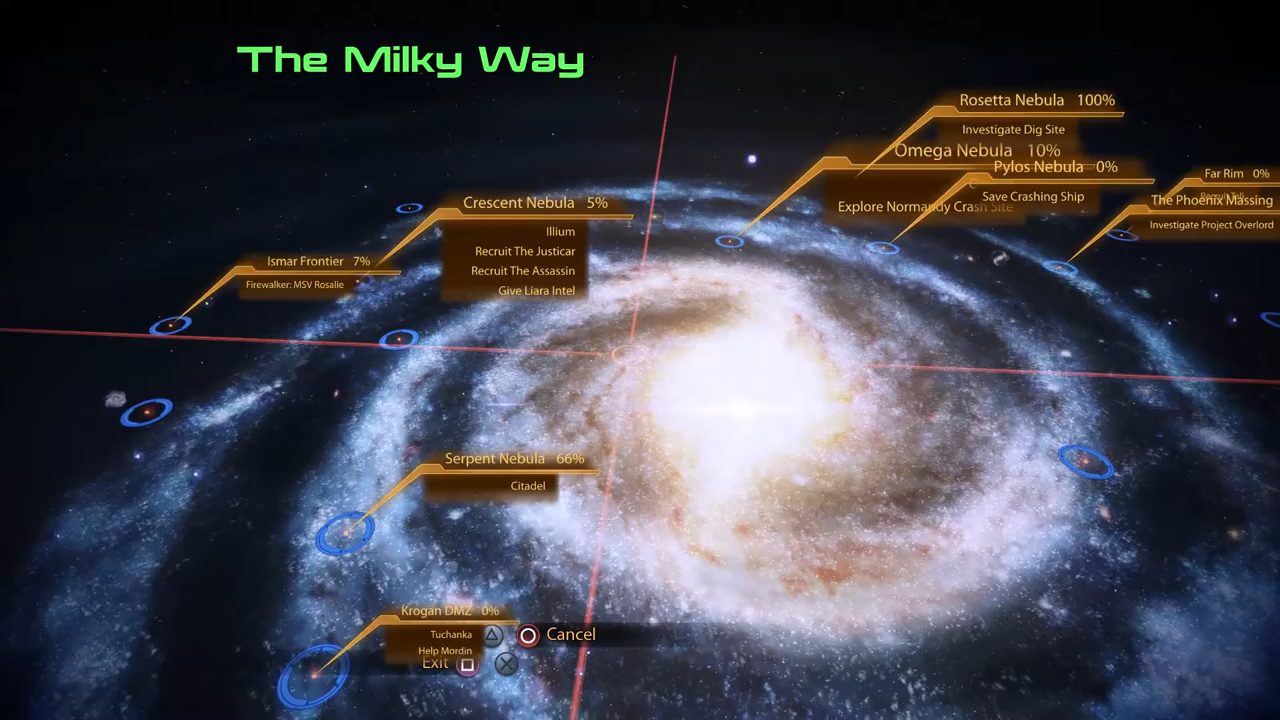 The Milky Way
Rosetta Nebula 100%
Investigate Dig Site
Omega Nebula 10%
Explore Normandy Crash Site
Pylos Nebula 0%
Save Crashing Ship
Far Rim 0%
The Phoenix Massing
Investigate Project Overlord
Crescent Nebula 5%
Illium
Recruit The Justicar
Recruit The Assassin
Give Liara Intel
Ismar Frontier 7%
Firewalker: MSV Rosalie
Serpent Nebula 66%
Citadel
Krogan DMZ 0%
Tuchanka
Help Mordin
Cancel
Exit